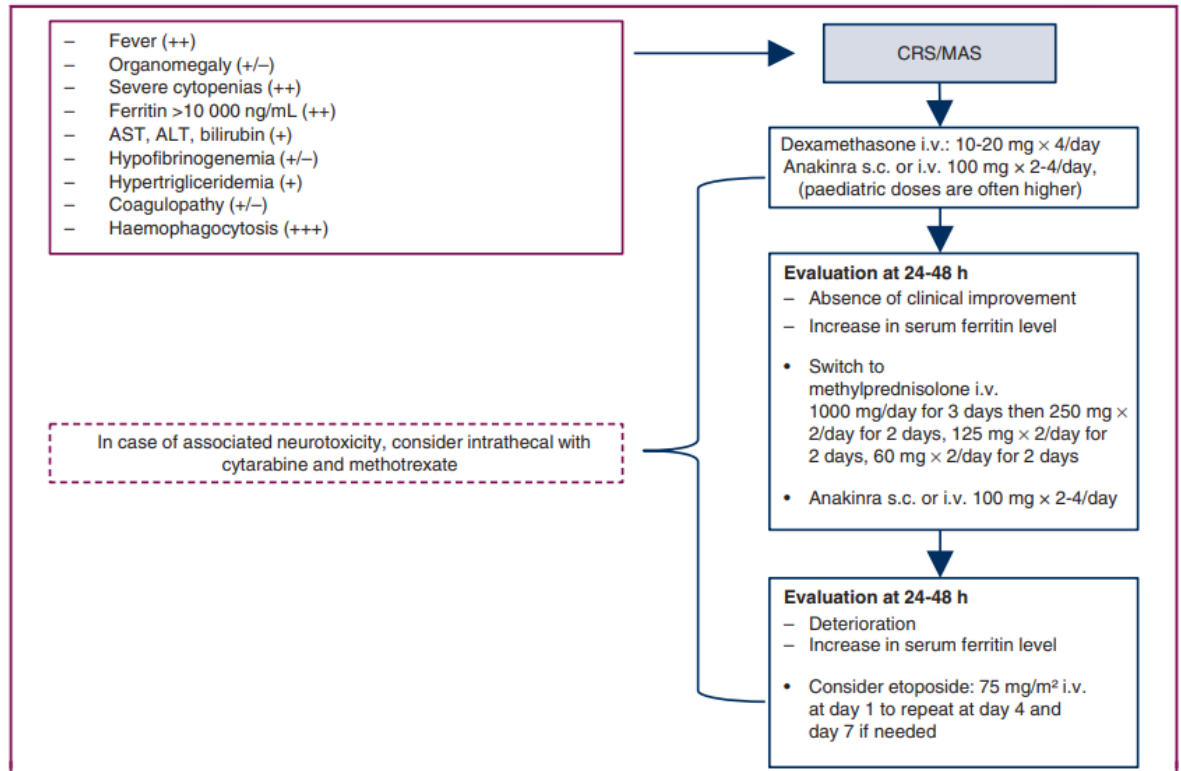 – Fever (++)
– Organomegaly (+/–)
– Severe cytopenias (++)
– Ferritin >10 000 ng/mL (++)
– AST, ALT, bilirubin (+)
– Hypofibrinogenemia (+/–)
– Hypertrigliceridemia (+)
– Coagulopathy (+/–)
– Haemophagocytosis (+++)
CRS/MAS
Dexamethasone i.v.: 10-20 mg × 4/day
Anakinra s.c. or i.v. 100 mg × 2-4/day,
(paediatric doses are often higher)
Evaluation at 24-48 h
– Absence of clinical improvement
– Increase in serum ferritin level
• Switch to
methylprednisolone i.v.
1000 mg/day for 3 days then 250 mg ×
2/day for 2 days, 125 mg × 2/day for
2 days, 60 mg × 2/day for 2 days
• Anakinra s.c. or i.v. 100 mg × 2-4/day
In case of associated neurotoxicity, consider intrathecal with
cytarabine and methotrexate
Evaluation at 24-48 h
– Deterioration
– Increase in serum ferritin level
• Consider etoposide: 75 mg/m² i.v.
at day 1 to repeat at day 4 and
day 7 if needed